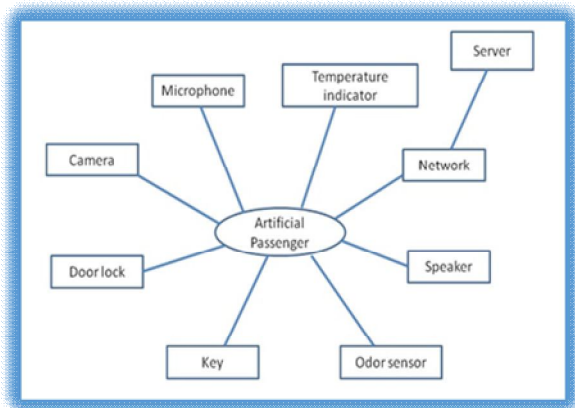 Server
Temperature
indicator
Microphone
Camera
Network
Artificial
Passenger
Door lock
Speaker
Key
Odor sensor